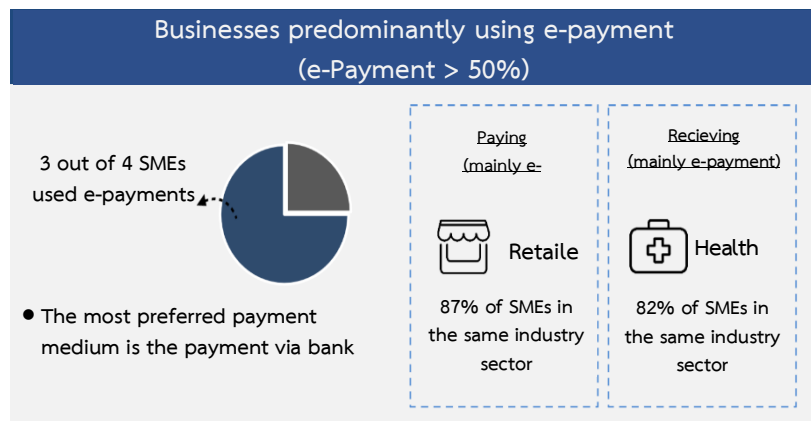 Businesses predominantly using e-payment
(e-Payment > 50%)
3 out of 4 SMEs
used e-payments
● The most preferred payment
medium is the payment via bank
Paying
(mainly e-
Retaile
87% of SMEs in
the same industry
sector
Recieving
(mainly e-payment)
Health
82% of SMEs in
the same industry
sector